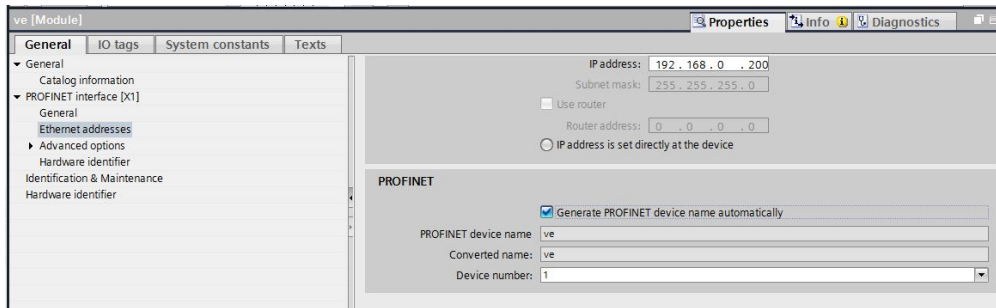 ve [Module]
Properties
Info
Diagnostics
General
IO tags
System constants
Texts
General
Catalog information
PROFINET interface [X1]
General
Ethernet addresses
Advanced options
Hardware identifier
Identification & Maintenance
Hardware identifier
IP address: 192 . 168 . 0 . 200
Subnet mask: 255 . 255 . 255 . 0
Use router
Router address: 0 . 0 . 0 . 0
IP address is set directly at the device
PROFINET
Generate PROFINET device name automatically
PROFINET device name ve
Converted name: ve
Device number: 1